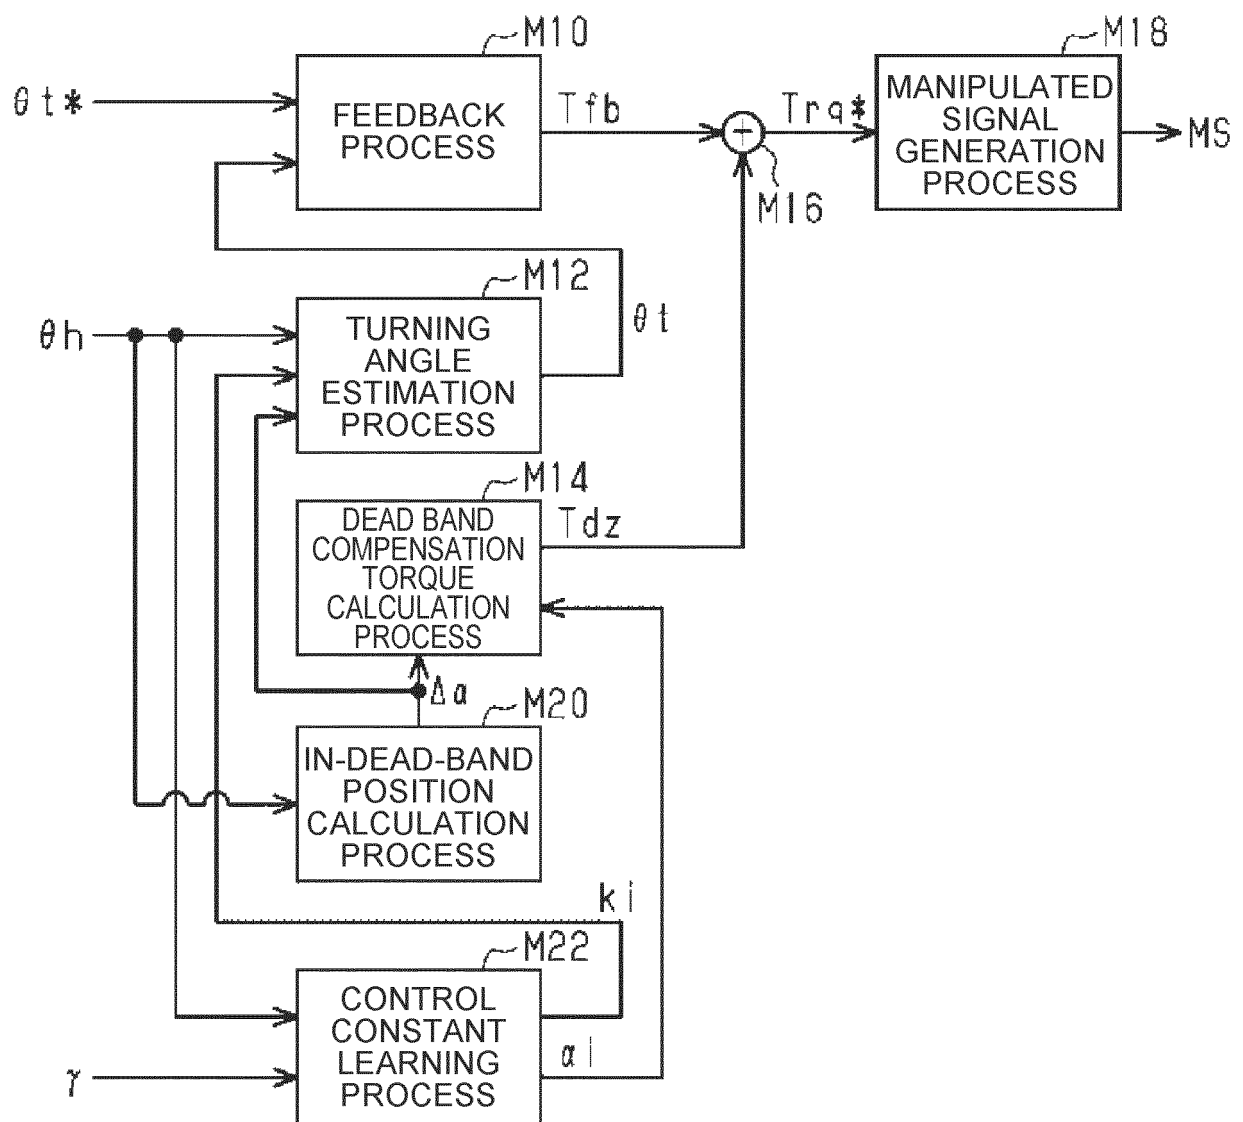 M10
M18
θt*
FEEDBACK
PROCESS
Tfb
+
Trq*
MANIPULATED
SIGNAL
GENERATION
PROCESS
MS
M16
M12
θh
TURNING
ANGLE
ESTIMATION
PROCESS
θt
M14
DEAD BAND
COMPENSATION
TORQUE
CALCULATION
PROCESS
Tdz
Δα
M20
IN-DEAD-BAND
POSITION
CALCULATION
PROCESS
ki
M22
CONTROL
CONSTANT
LEARNING
PROCESS
αi
γ